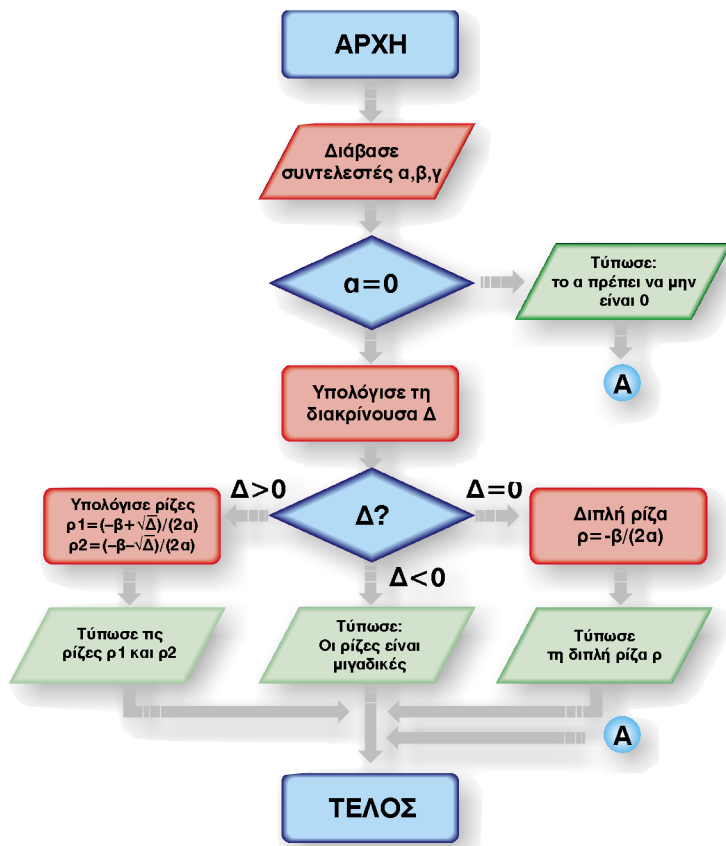 ΑΡΧΗ
Διάβασε
συντελεστές α,β,γ
α=0
Τύπωσε:
το α πρέπει να μην
είναι 0
Α
Υπολόγισε τη
διακρίνουσα Δ
Δ?
Δ>0
Δ=0
Δ<0
Υπολόγισε ρίζες
ρ1=(–β+√Δ)/(2α)
ρ2=(–β–√Δ)/(2α)
Διπλή ρίζα
ρ=-β/(2α)
Τύπωσε τις
ρίζες ρ1 και ρ2
Τύπωσε:
Οι ρίζες είναι
μιγαδικές
Τύπωσε
τη διπλή ρίζα ρ
Α
ΤΕΛΟΣ